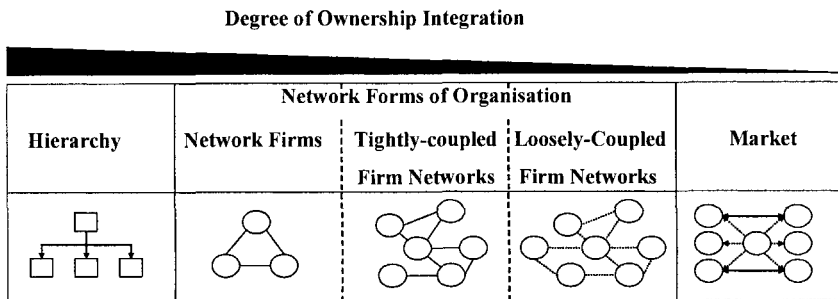 Degree of Ownership Integration
Network Forms of Organisation
Hierarchy Network Firms Tightly-coupled Loosely-Coupled Market
Firm Networks Firm Networks